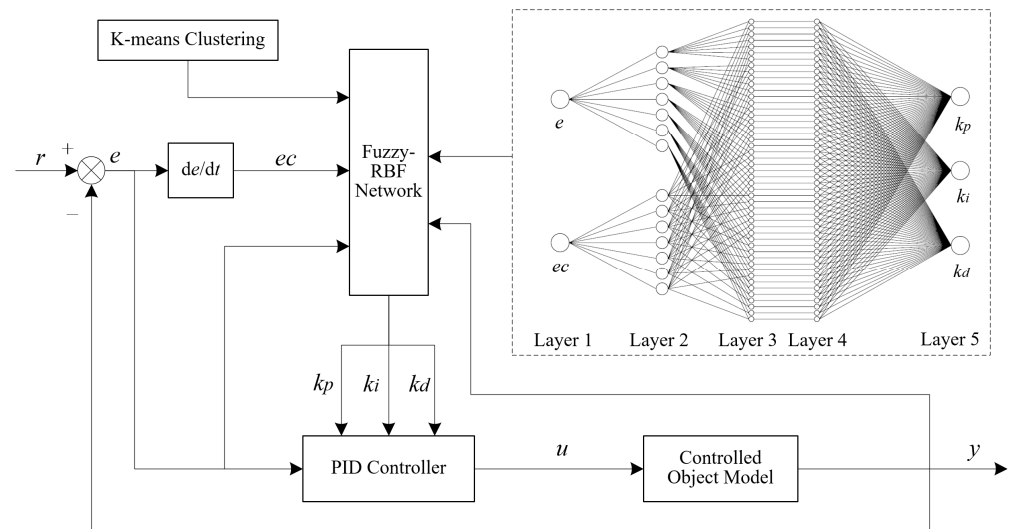 K-means Clustering
r
+
−
e
de/dt
ec
Fuzzy-
RBF
Network
e
ec
kp
ki
kd
Layer 1
Layer 2
Layer 3
Layer 4
Layer 5
kp
ki
kd
PID Controller
u
Controlled
Object Model
y